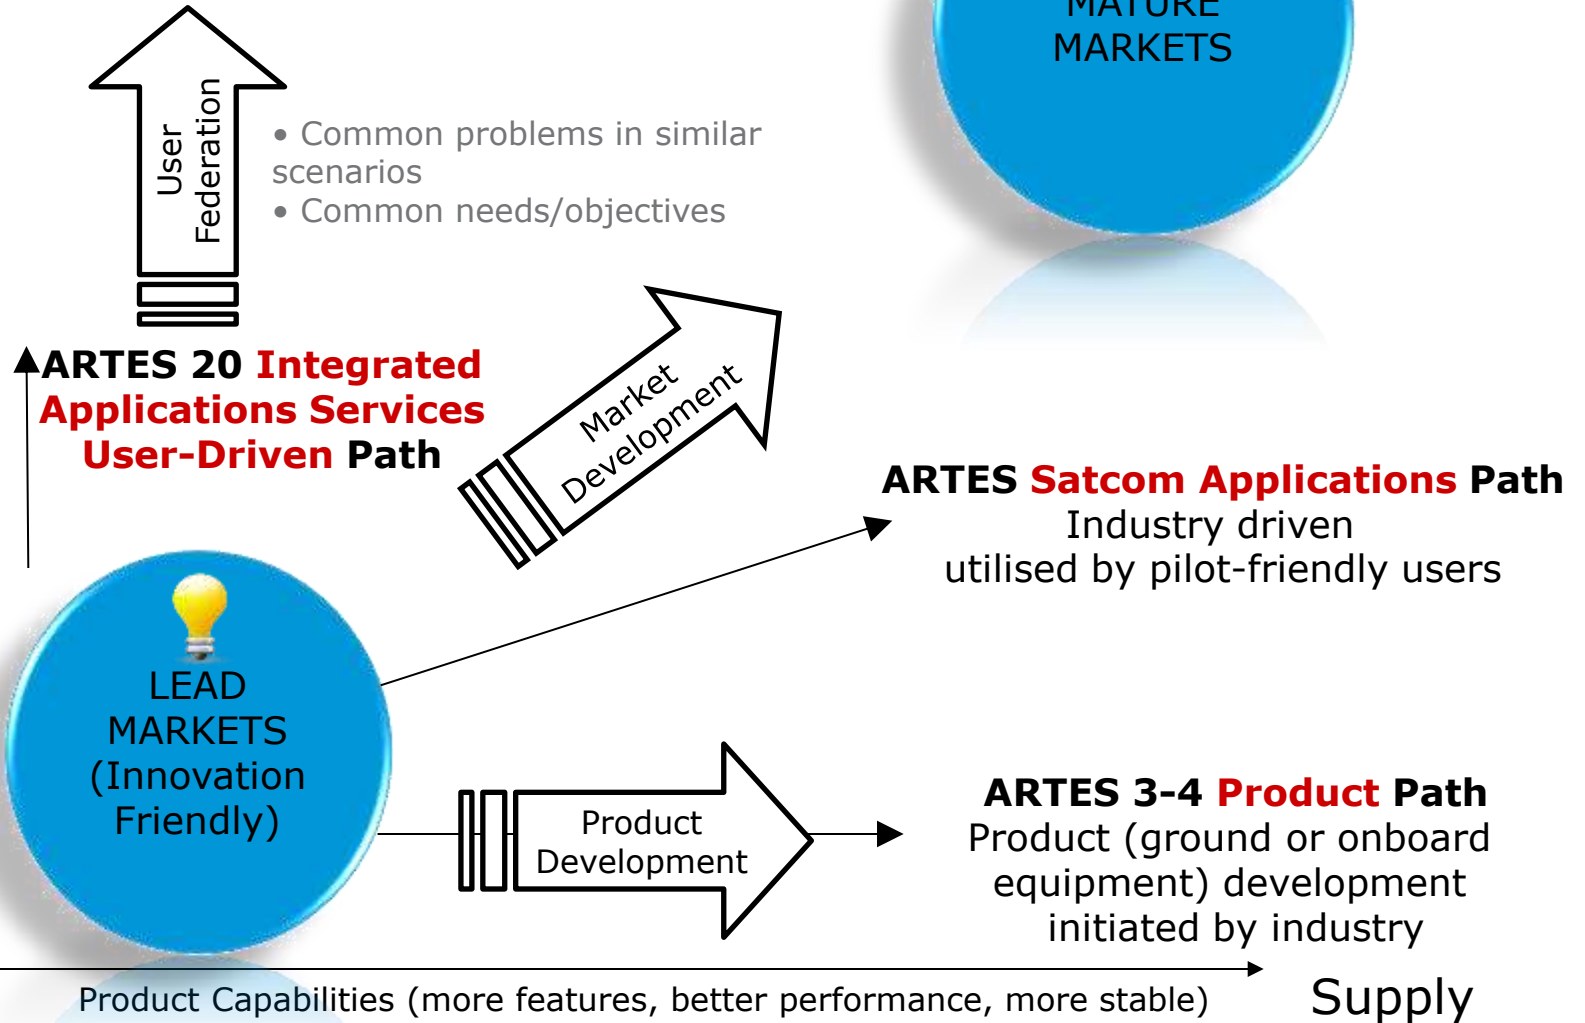 MATURE
MARKETS
User
Federation
• Common problems in similar
scenarios
• Common needs/objectives
ARTES 20 Integrated
Applications Services
User-Driven Path
Market
Development
ARTES Satcom Applications Path
Industry driven
utilised by pilot-friendly users
LEAD
MARKETS
(Innovation
Friendly)
Product
Development
ARTES 3-4 Product Path
Product (ground or onboard
equipment) development
initiated by industry
Product Capabilities (more features, better performance, more stable)
Supply